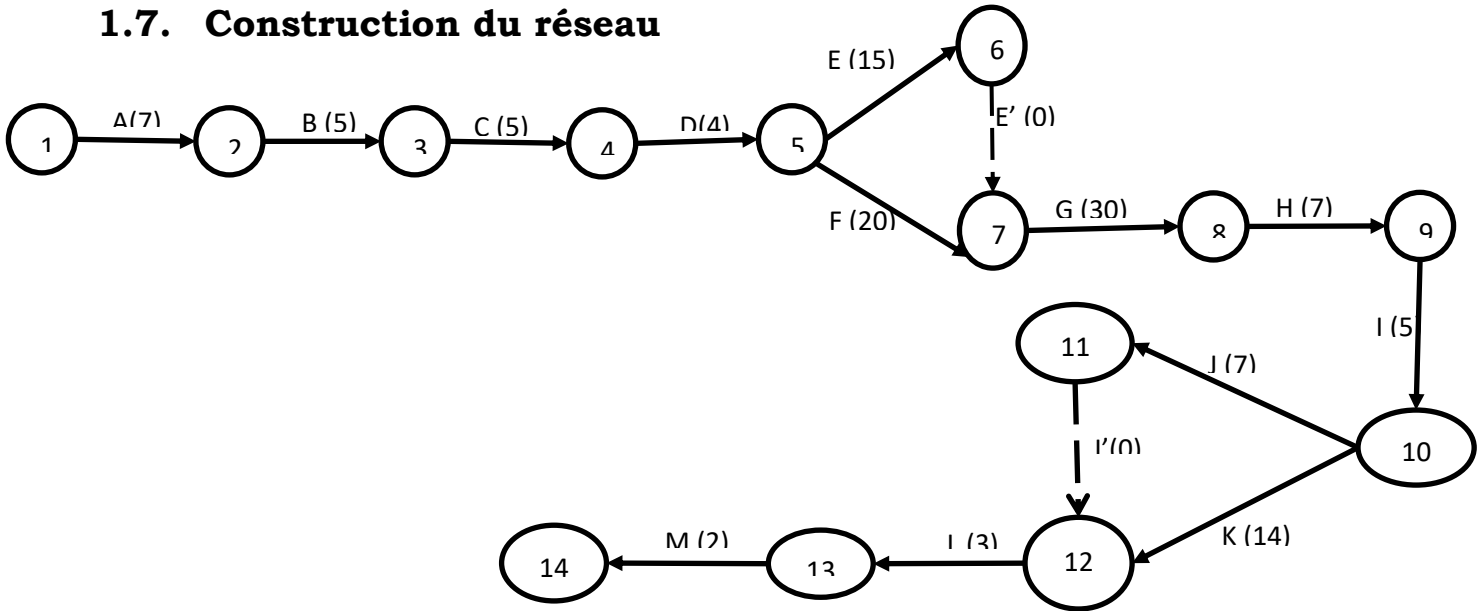 1.7. Construction du réseau
6
E (15)
A(7)
B (5)
C (5)
D(4)
E' (0)
1
2
3
4
5
F (20)
G (30)
H (7)
7
8
9
I (5
11
J (7)
10
J'(0)
K (14)
M (2)
L (3)
14
13
12